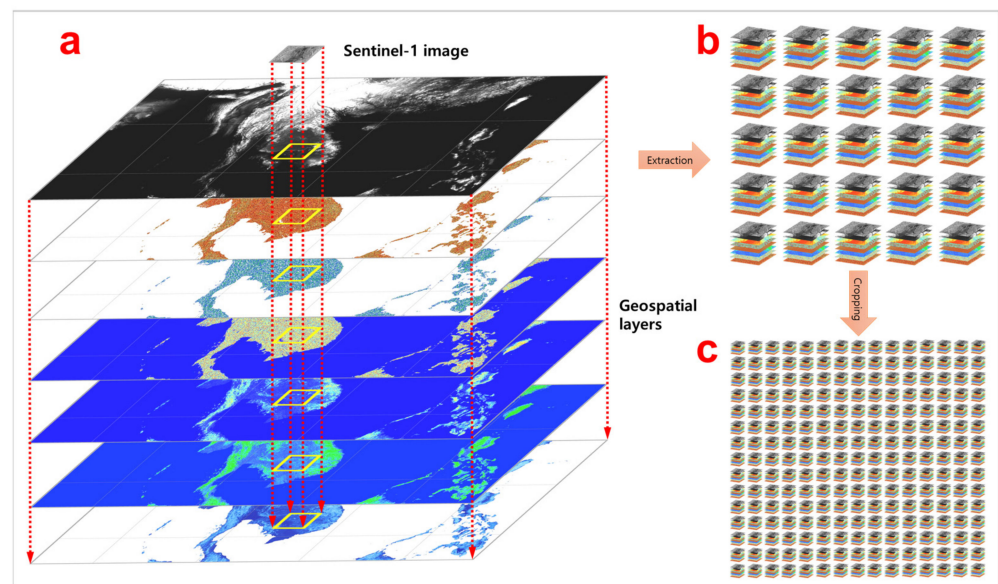 a
Sentinel-1 image
Geospatial
layers
Extraction
b
Cropping
c